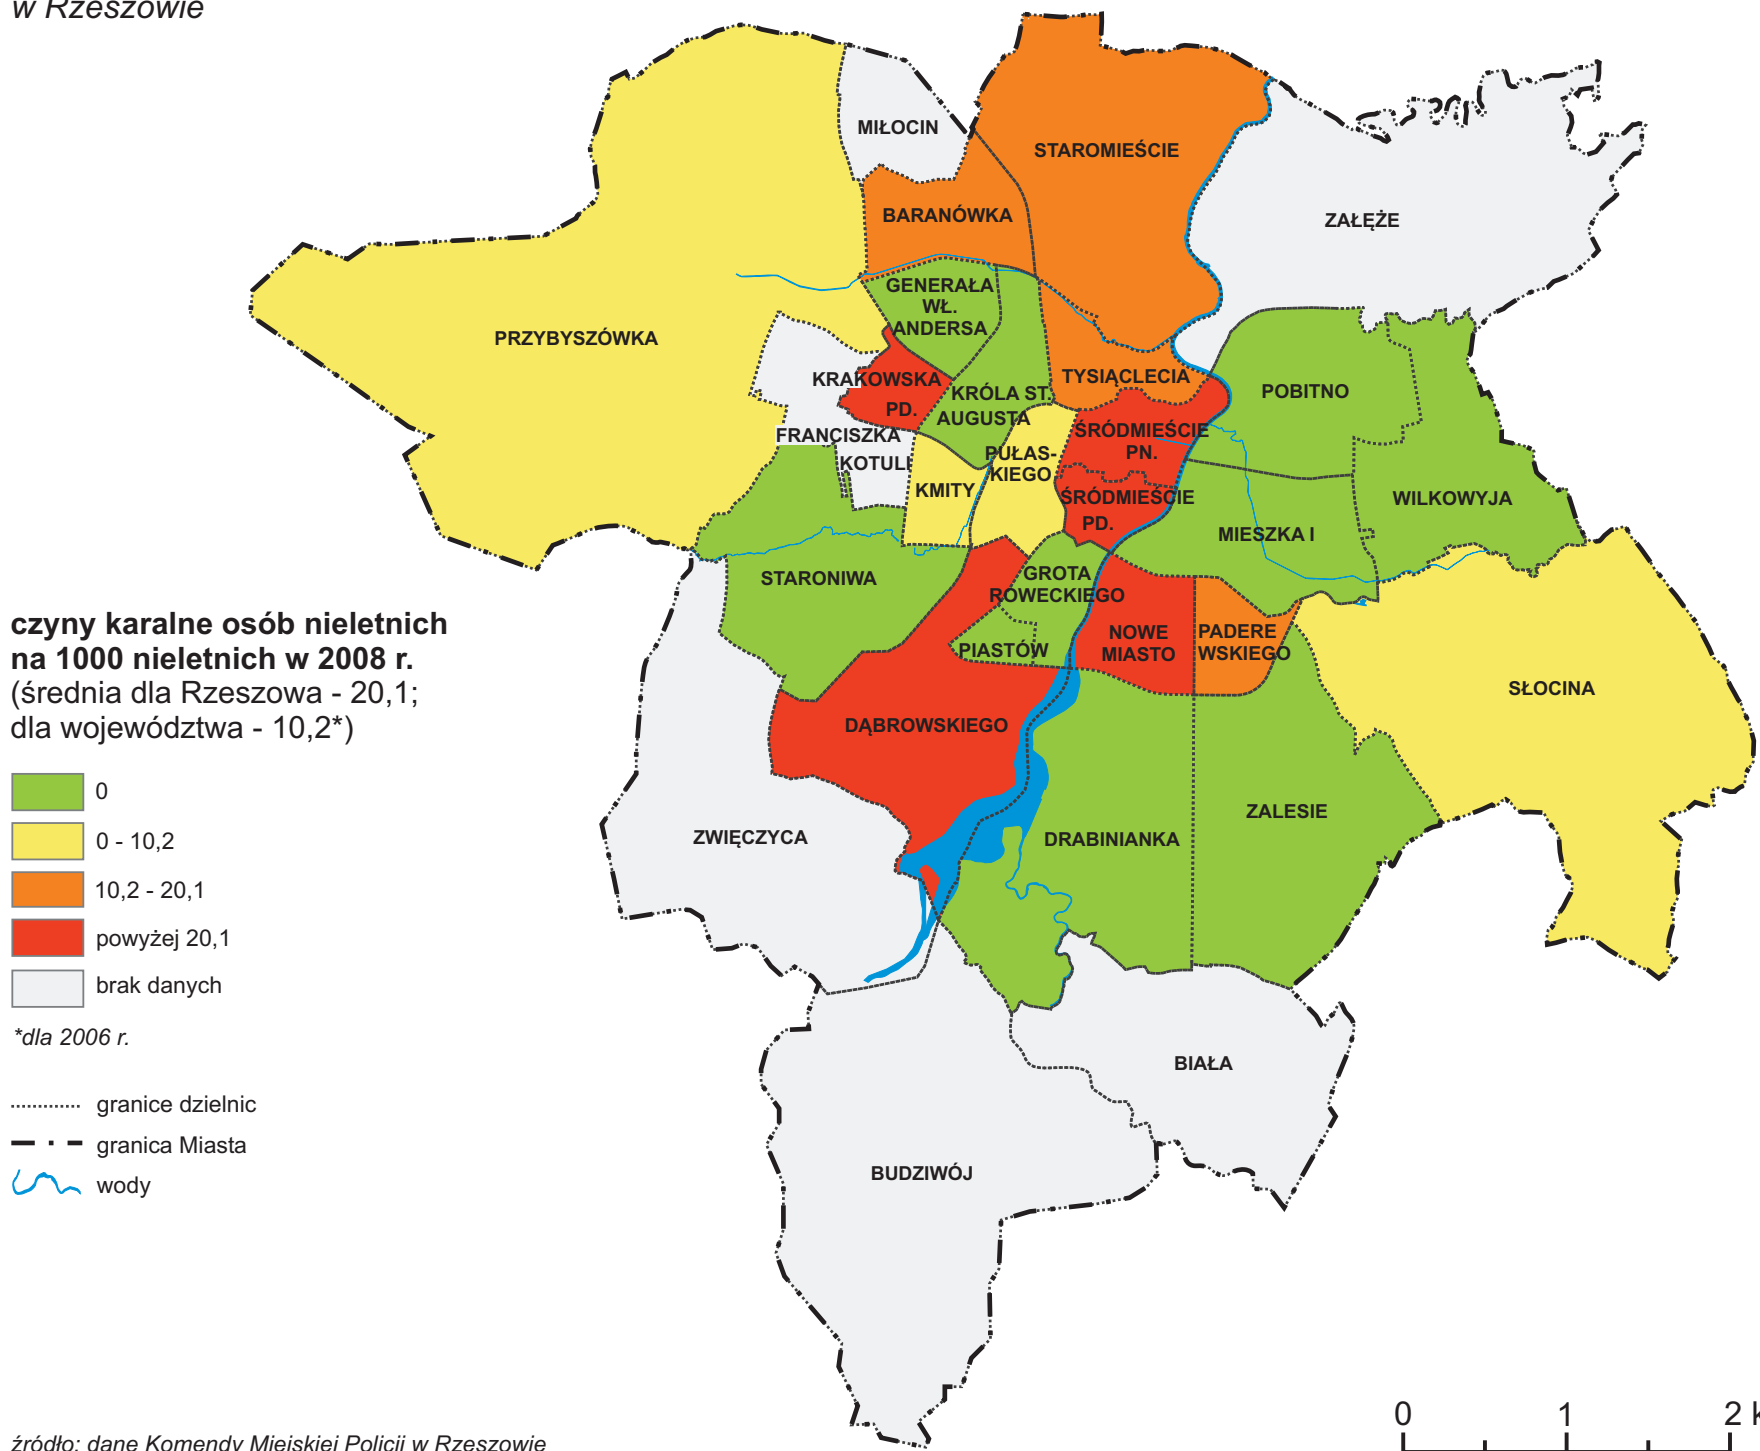 w Rzeszowie
MIŁOCIN
STAROMIEŚCIE
BARANÓWKA
ZAŁĘŻE
GENERAŁA
WŁ.
ANDERSA
PRZYBYSZÓWKA
KRAKOWSKA
PD.
TYSIĄCLECIA
KRÓLA ST.
AUGUSTA
POBITNO
FRANCISZKA
KOTULI
ŚRÓDMIEŚCIE
PN.
PUŁAS-
KIEGO
KMITY
ŚRÓDMIEŚCIE
PD.
WILKOWYJA
MIESZKA I
STARONIWA
GROTA
ROWECKIEGO
czyny karalne osób nieletnich
na 1000 nieletnich w 2008 r.
(średnia dla Rzeszowa - 20,1;
dla województwa - 10,2*)
PIASTÓW
NOWE
MIASTO
PADERE
WSKIEGO
SŁOCINA
DĄBROWSKIEGO
ZWIĘCZYCA
DRABINIANKA
ZALESIE
0
0 - 10,2
10,2 - 20,1
powyżej 20,1
brak danych
*dla 2006 r.
BIAŁA
granice dzielnic
granica Miasta
wody
BUDZIWÓJ
0 1 2 k
źródło: dane Komendy Miejskiej Policji w Rzeszowie